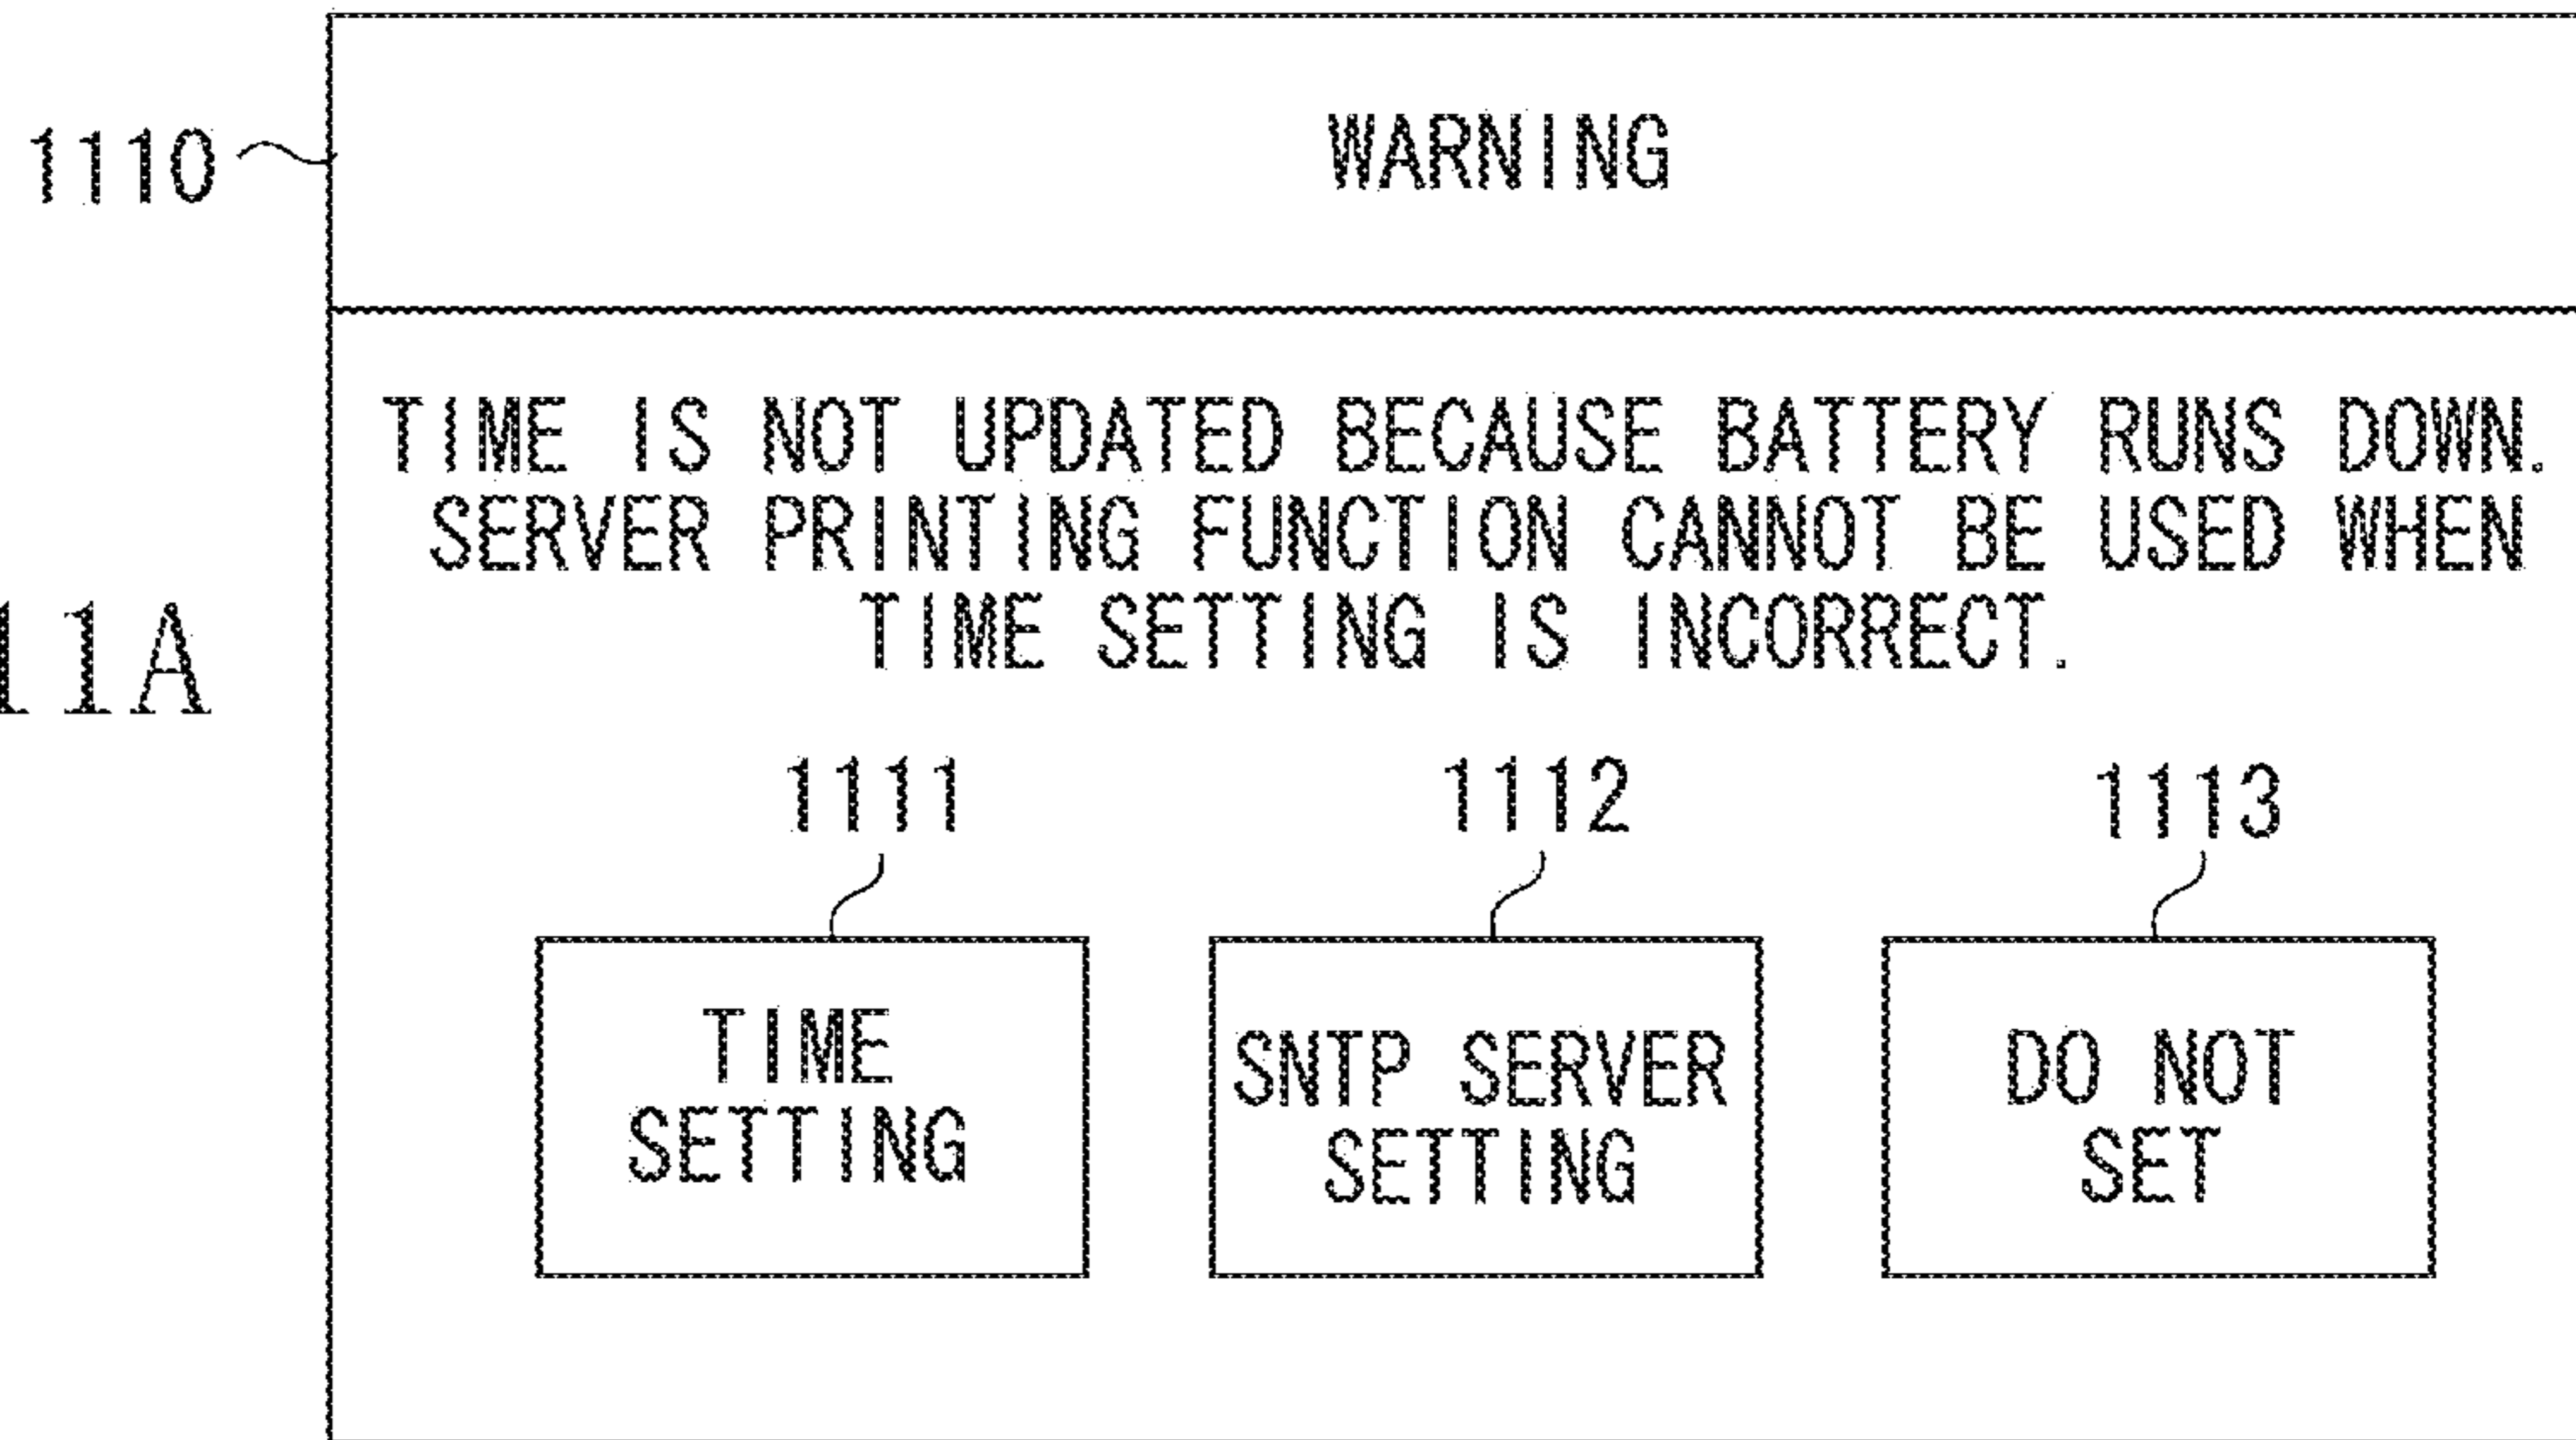 1110
WARNING
TIME IS NOT UPDATED BECAUSE BATTERY RUNS DOWN.
SERVER PRINTING FUNCTION CANNOT BE USED WHEN
TIME SETTING IS INCORRECT.
11A
1111
1112
1113
TIME
SETTING
SNTP SERVER
SETTING
DO NOT
SET